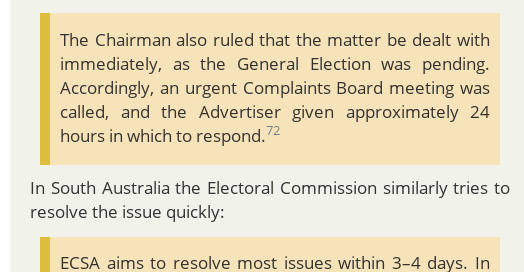 The Chairman also ruled that the matter be dealt with
immediately, as the General Election was pending.
Accordingly, an urgent Complaints Board meeting was
called, and the Advertiser given approximately 24
hours in which to respond.72
In South Australia the Electoral Commission similarly tries to
resolve the issue quickly:
ECSA aims to resolve most issues within 3–4 days. In